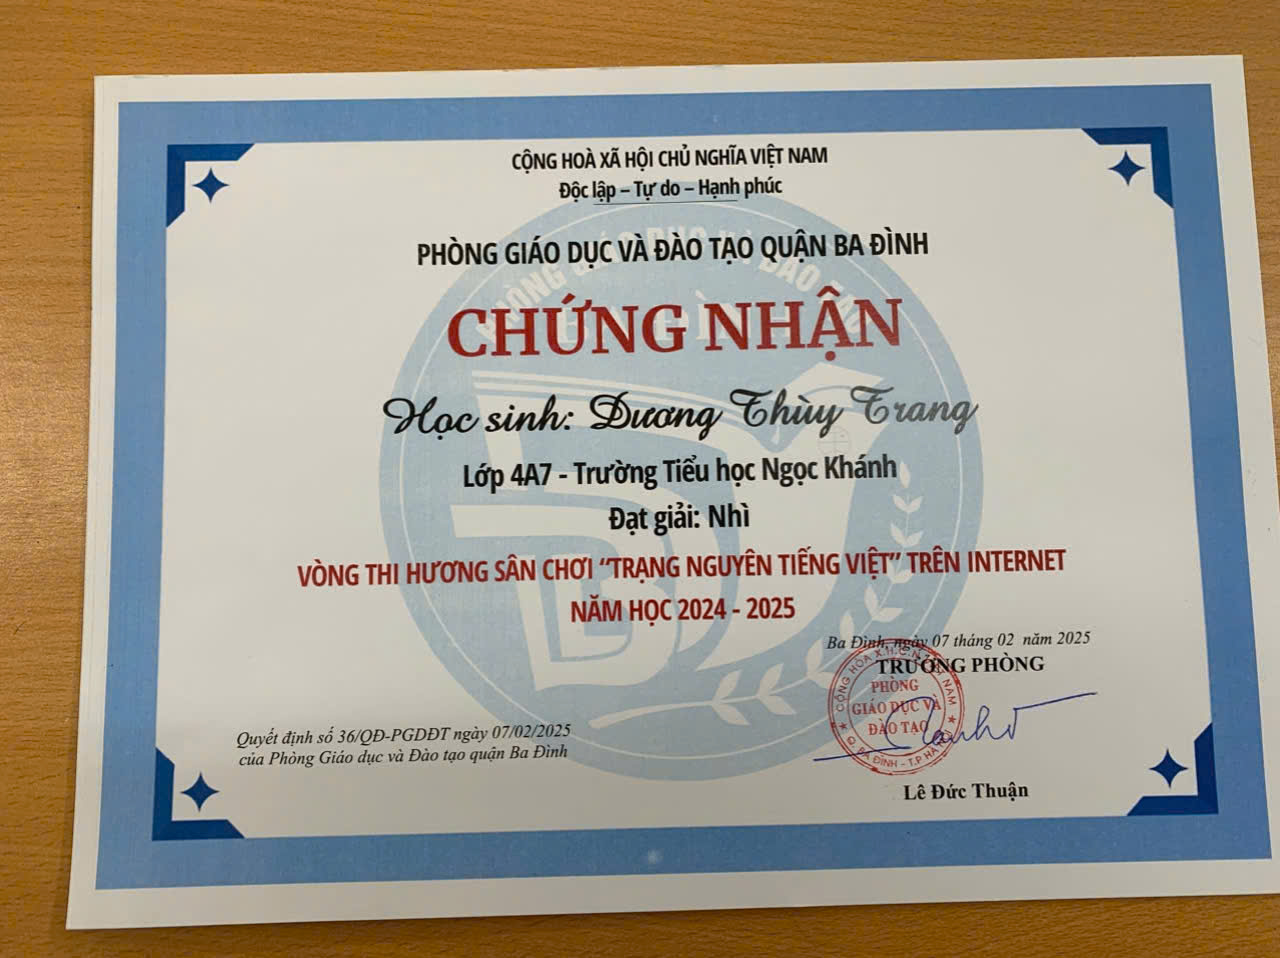 CỘNG HOÀ XÃ HỘI CHỦ NGHĨA VIỆT NAM
Độc lập – Tự do – Hạnh phúc
PHÒNG GIÁO DỤC VÀ ĐÀO TẠO QUẬN BA ĐÌNH
CHỨNG NHẬN
Học sinh: Dương Thùy Trang
Lớp 4A7 - Trường Tiểu học Ngọc Khánh
Đạt giải: Nhì
VÒNG THI HƯƠNG SÂN CHƠI “TRẠNG NGUYÊN TIẾNG VIỆT” TRÊN INTERNET
NĂM HỌC 2024 - 2025
Ba Đình, ngày 07 tháng 02 năm 2025
TRƯỞNG PHÒNG
PHÒNG
GIÁO DỤC VÀ
ĐÀO TẠO
Q. BA ĐÌNH - T.P HÀ NỘI
Quyết định số 36/QĐ-PGDĐT ngày 07/02/2025
của Phòng Giáo dục và Đào tạo quận Ba Đình
Lê Đức Thuận